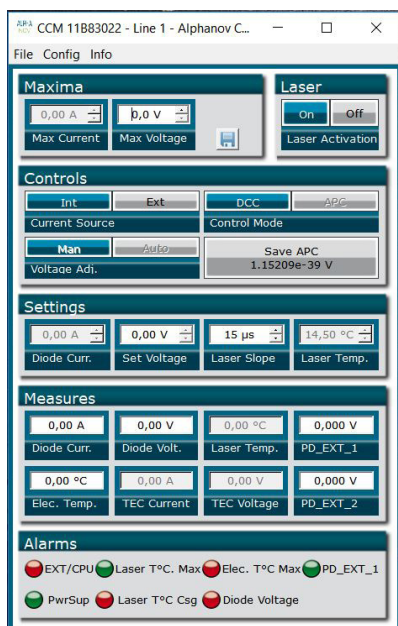 ALPHA
NOV
CCM 11B83022 - Line 1 - Alphanov C...
File Config Info
Maxima
0,00 A
0,0 V
Max Current Max Voltage
Laser
On Off
Laser Activation
Controls
Int Ext
Current Source
DCC APC
Control Mode
Man Auto
Voltage Adj.
Save APC
1.15209e-39 V
Settings
0,00 A 0,00 V 15 µs 14,50 °C
Diode Curr. Set Voltage Laser Slope Laser Temp.
Measures
0,00 A 0,00 V 0,00 °C 0,000 V
Diode Curr. Diode Volt. Laser Temp. PD_EXT_1
0,00 °C 0,00 A 0,00 V 0,000 V
Elec. Temp. TEC Current TEC Voltage PD_EXT_2
Alarms
EXT/CPU Laser T°C. Max Elec. T°C Max PD_EXT_1
PwrSup Laser T°C Csg Diode Voltage